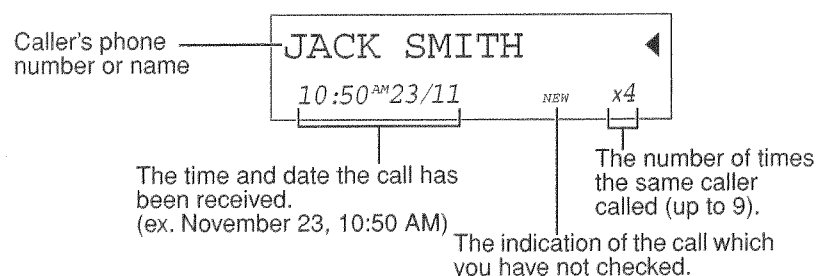 Caller's phone
number or name
JACK SMITH
10:50AM23/11 NEW x4
The time and date the call has
been received.
(ex. November 23, 10:50 AM)
The number of times
the same caller
called (up to 9).
The indication of the call which
you have not checked.